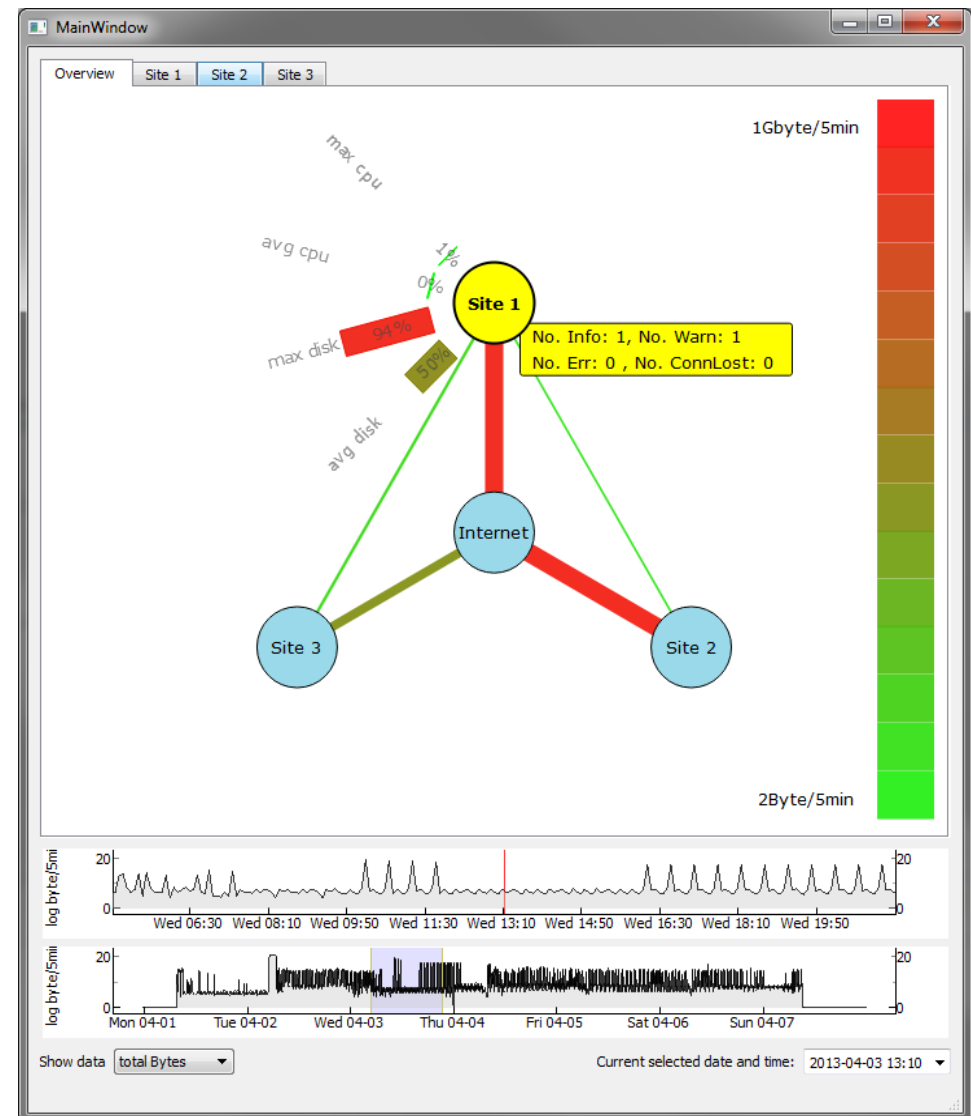 MainWindow
Overview Site 1 Site 2 Site 3
1Gbyte/5min
max cpu
avg cpu
1%
0%
Site 1
94%
max disk
No. Info: 1, No. Warn: 1
No. Err: 0 , No. ConnLost: 0
50%
avg disk
Internet
Site 3
Site 2
2Byte/5min
log byte/5mi
20 20
0 0
Wed 06:30 Wed 08:10 Wed 09:50 Wed 11:30 Wed 13:10 Wed 14:50 Wed 16:30 Wed 18:10 Wed 19:50
log byte/5mi
20 20
0 0
Mon 04-01 Tue 04-02 Wed 04-03 Thu 04-04 Fri 04-05 Sat 04-06 Sun 04-07
Show data total Bytes Current selected date and time: 2013-04-03 13:10